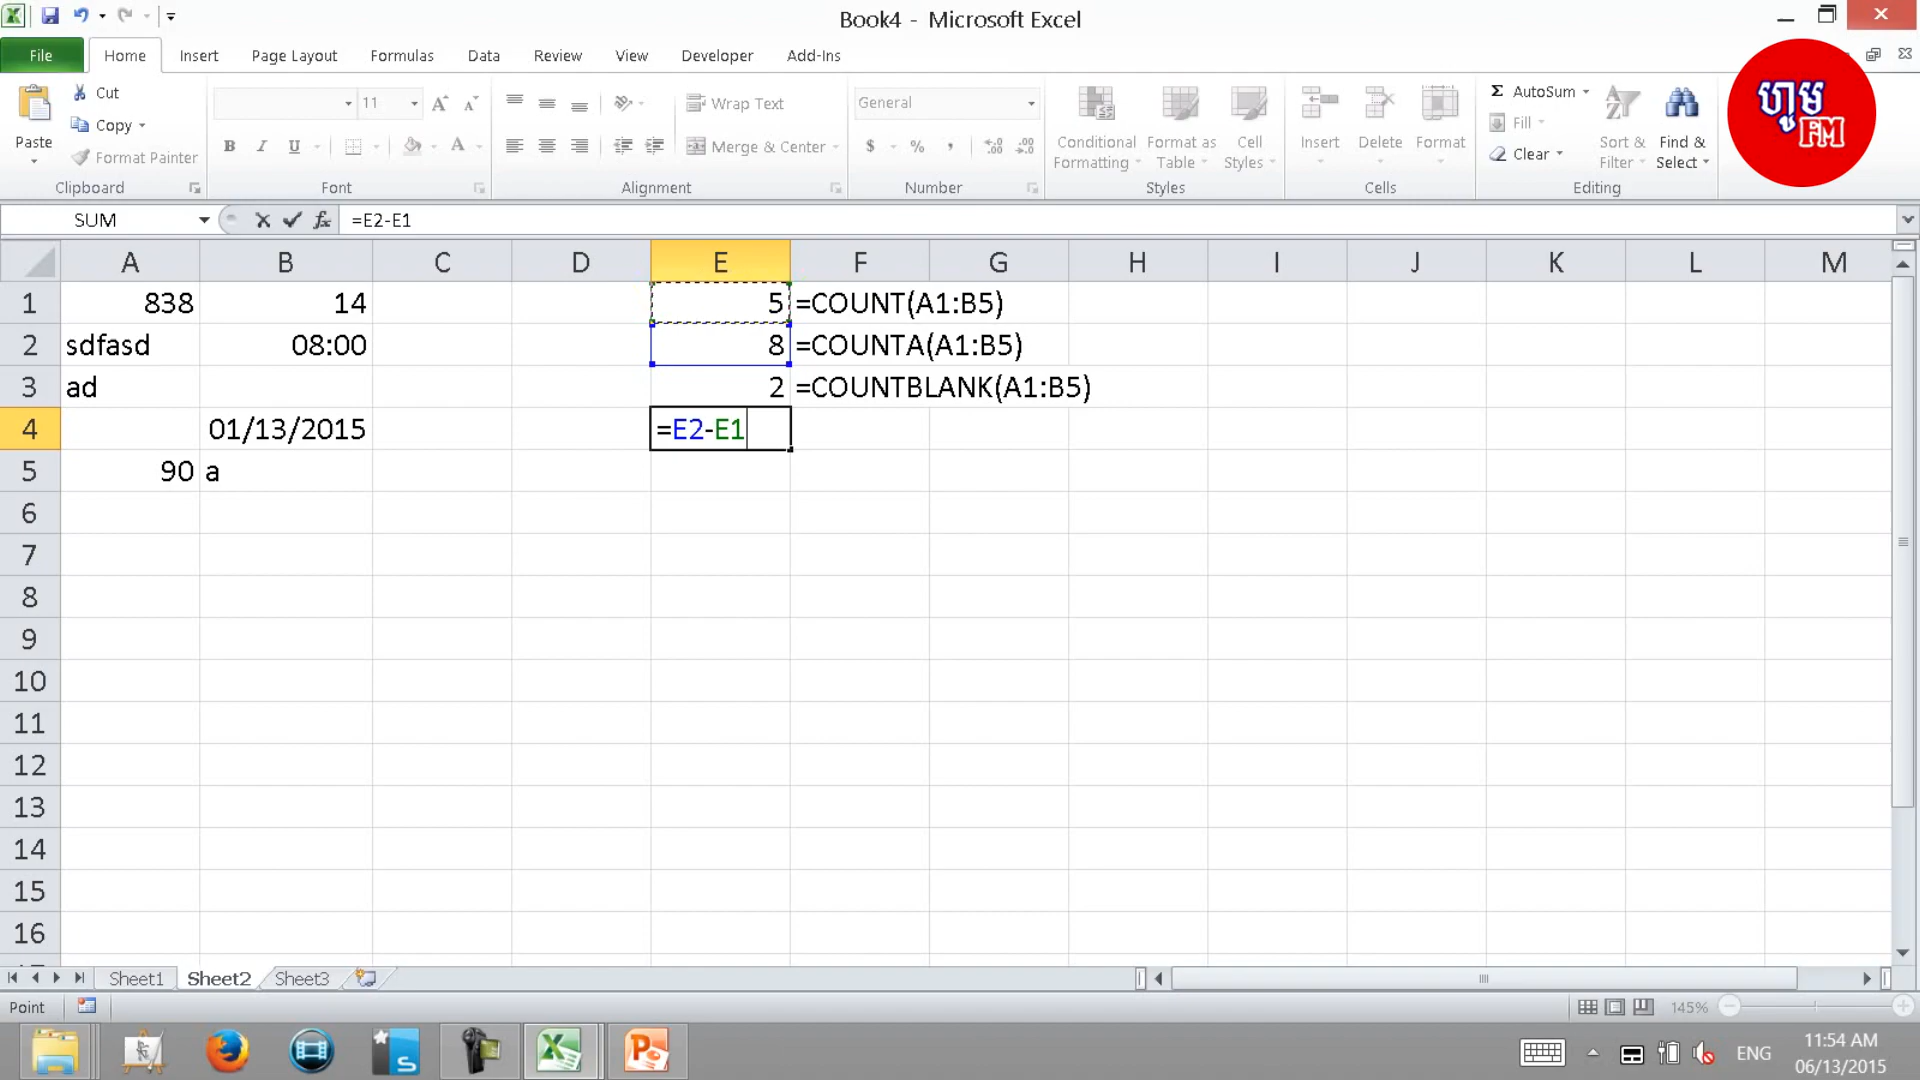 Book4 - Microsoft Excel
File Home Insert Page Layout Formulas Data Review View Developer Add-Ins
Paste
Cut
Copy
Format Painter
Clipboard
11
B I U
Font
Wrap Text
Merge & Center
Alignment
General
$ % ,
Number
Conditional Formatting
Format as Table
Cell Styles
Styles
Insert Delete Format
Cells
Σ AutoSum
Fill
Clear
Sort & Filter
Find & Select
Editing
ហ្វូម
FM
SUM fx =E2-E1
A B C D E F G H I J K L M
1 838 14 5 =COUNT(A1:B5)
2 sdfasd 08:00 8 =COUNTA(A1:B5)
3 ad 2 =COUNTBLANK(A1:B5)
4 01/13/2015 =E2-E1
5 90 a
6
7
8
9
10
11
12
13
14
15
16
Sheet1 Sheet2 Sheet3
Point 145%
ENG
11:54 AM
06/13/2015